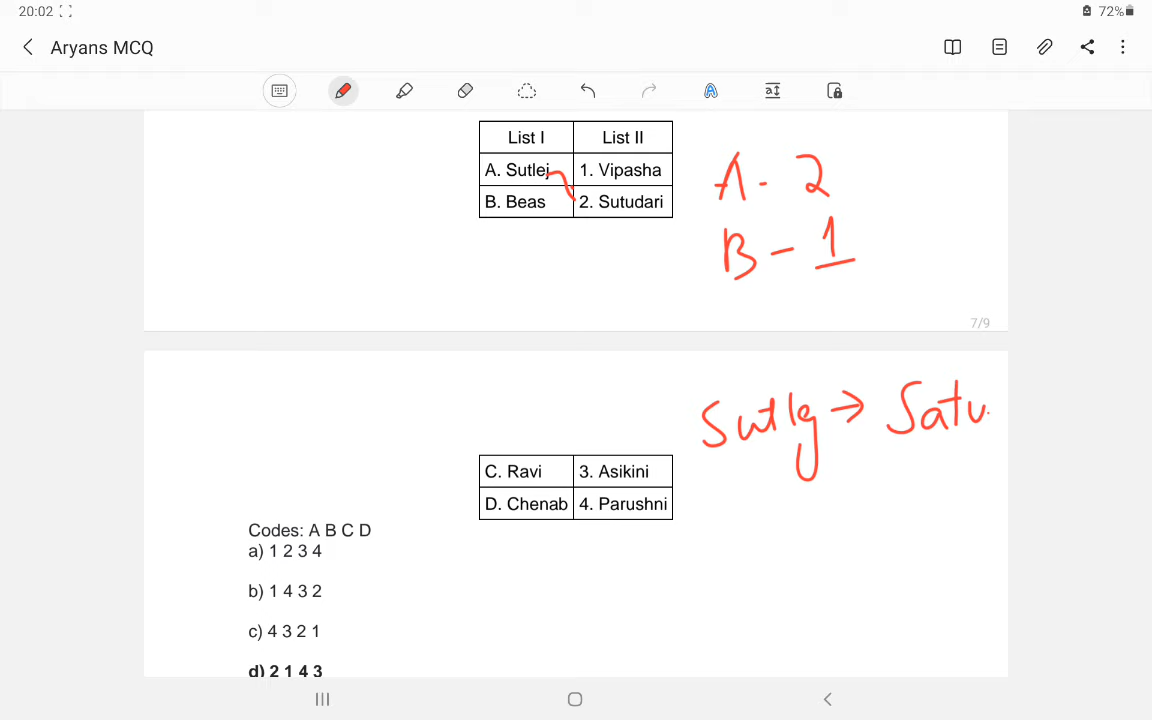 20:02 72%
Aryans MCQ
List I List II
A. Sutlej 1. Vipasha
B. Beas 2. Sutudari
A - 2
B - 1
7/9
Sutlej → Satu
C. Ravi 3. Asikini
D. Chenab 4. Parushni
Codes: A B C D
a) 1 2 3 4
b) 1 4 3 2
c) 4 3 2 1
d) 2 1 4 3